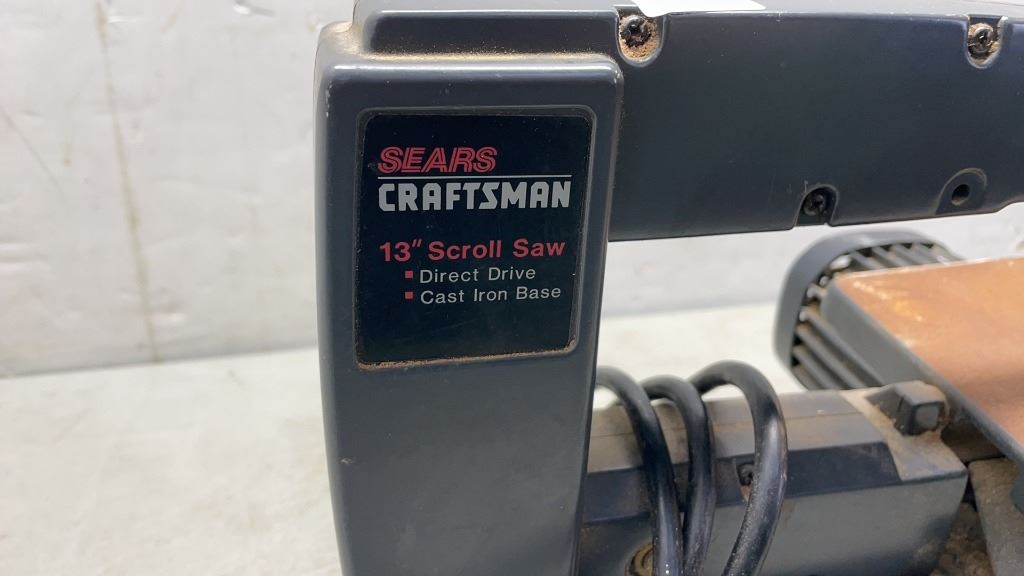 SEARS
CRAFTSMAN
13" Scroll Saw
▪ Direct Drive
▪ Cast Iron Base